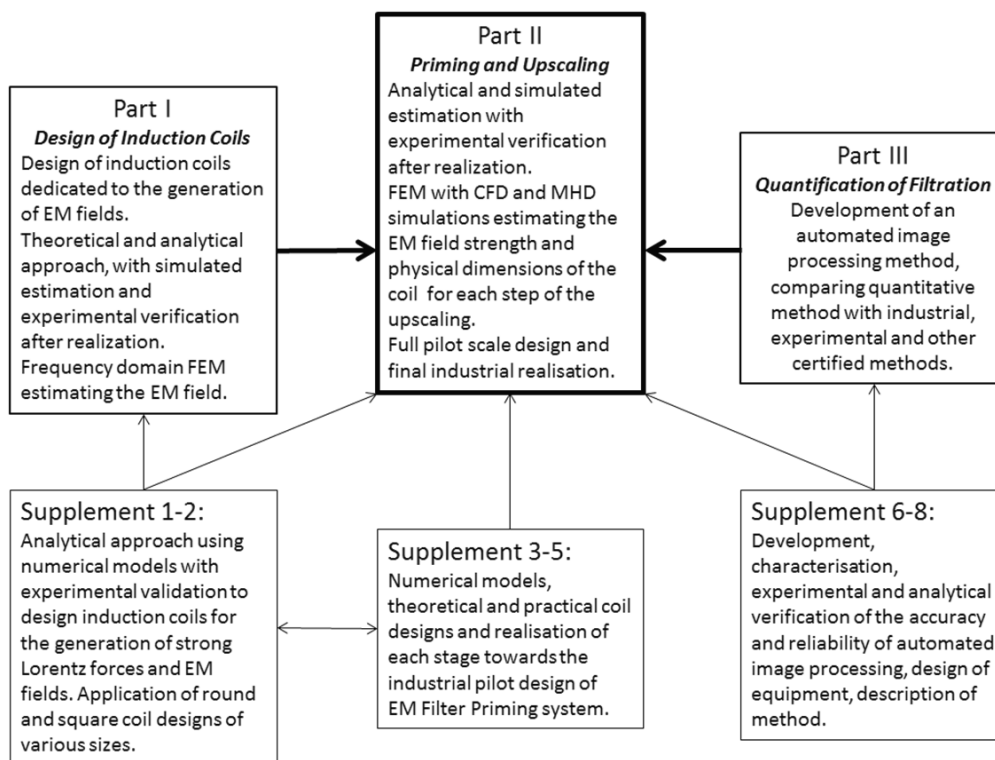 Part I
Design of Induction Coils
Design of induction coils
dedicated to the generation
of EM fields.
Theoretical and analytical
approach, with simulated
estimation and
experimental verification
after realization.
Frequency domain FEM
estimating the EM field.
Part II
Priming and Upscaling
Analytical and simulated
estimation with
experimental verification
after realization.
FEM with CFD and MHD
simulations estimating the
EM field strength and
physical dimensions of the
coil for each step of the
upscaling.
Full pilot scale design and
final industrial realisation.
Part III
Quantification of Filtration
Development of an
automated image
processing method,
comparing quantitative
method with industrial,
experimental and other
certified methods.
Supplement 1-2:
Analytical approach using
numerical models with
experimental validation to
design induction coils for
the generation of strong
Lorentz forces and EM
fields. Application of round
and square coil designs of
various sizes.
Supplement 3-5:
Numerical models,
theoretical and practical coil
designs and realisation of
each stage towards the
industrial pilot design of
EM Filter Priming system.
Supplement 6-8:
Development,
characterisation,
experimental and analytical
verification of the accuracy
and reliability of automated
image processing, design of
equipment, description of
method.